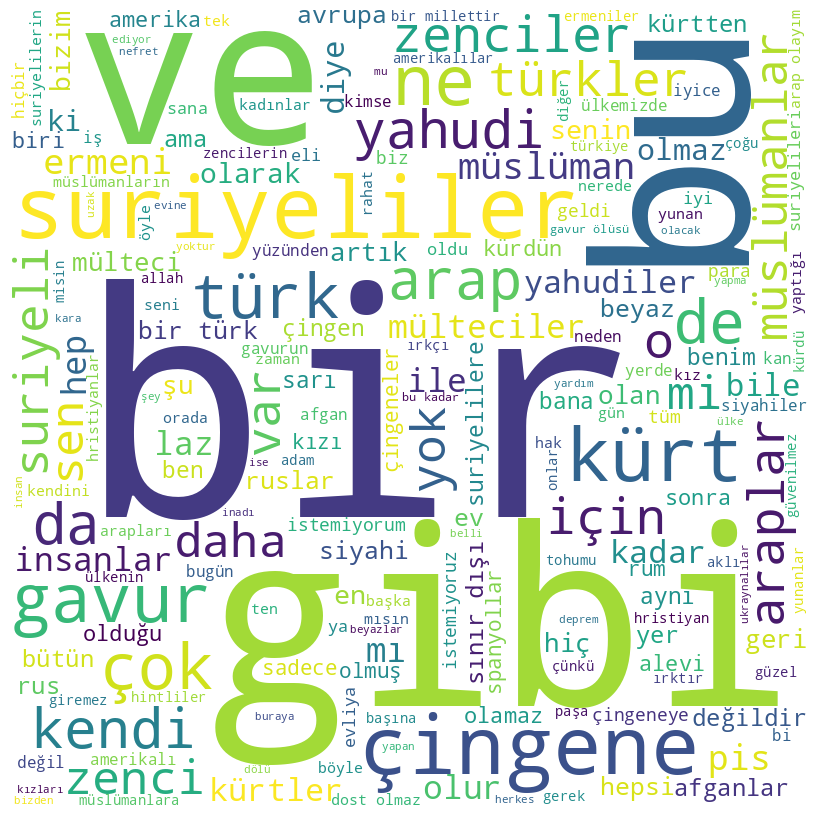 amerika tek avrupa bir millettir ermeniler kürtten
ediyor nefret
zenciler
ve
bizim
hiçbir
suriyelilerin
diye
amerikalılar
ne
türkler
bu
müslümanlar
suriyelileri
arap olayım
iyice
diğer
ülkemizde
kimse
mu
kadınlar
sana
sasna
ki
biri
iş
ama
zencilerin
eli
biz
yahudi
senin
türkiye
olmaz
çoğu
ermeni
müslümanların
olarak
rahat
müslüman
nerede
iyi
yunan
suriyeliler
uzak
evine
öyle
yoktur
geldi
gavur ölüsü
olacak
yüzünden
artık
oldu
kürdün
para
yaptığı
yapma
mülteci
misin
allah
seni
türk
arap
yahudiler
beyaz
kürdü
suriyeli
kara
hep
bir türk
çingen
mülteciler
o
de
neden
benim
kan
bir
gavurun
zaman
ırkçı
şu
sarı
çingeneler
ile
suriyelilere
yardım
yerde
kız
mi
bile
sen
hristiyanlar
şey
var
afgan
bu kadar
olan
bana
gün
tüm
siyahiler
ülke
laz
orada
kızı
yok
hak
kürt
araplar
güvenilmez
ben
ise
adam
onlar
insan
kendini
ruslar
sonra
da
arapları
daha
inadı
istemiyorum
ev
belli
için
insanlar
ülkenin
bugün
siyahi
sınır dışı
tohumu
kadar
rum
aklı
ukraynalılar
yunanlar
gavur
gibi
ten
en
başka
istemiyoruz
spanyollar
deprem
hristiyan
aynı
olduğu
misın
ya
beyazlar
mı
hiç
yer
alevi
geri
bütün
çok
sadece
olmuş
çünkü
ırktır
güzel
rus
giremez
hintliler
kendi
buraya
evliya
başına
olamaz
paşa
çingeneye
değildir
bi
çingene
değil
amerikalı
zenci
dölü
yapan
pis
kızları
bizden
müslümanlara
kürtler
böyle
dost olmaz
olur
herkes
gerek
hepsi
afganlar